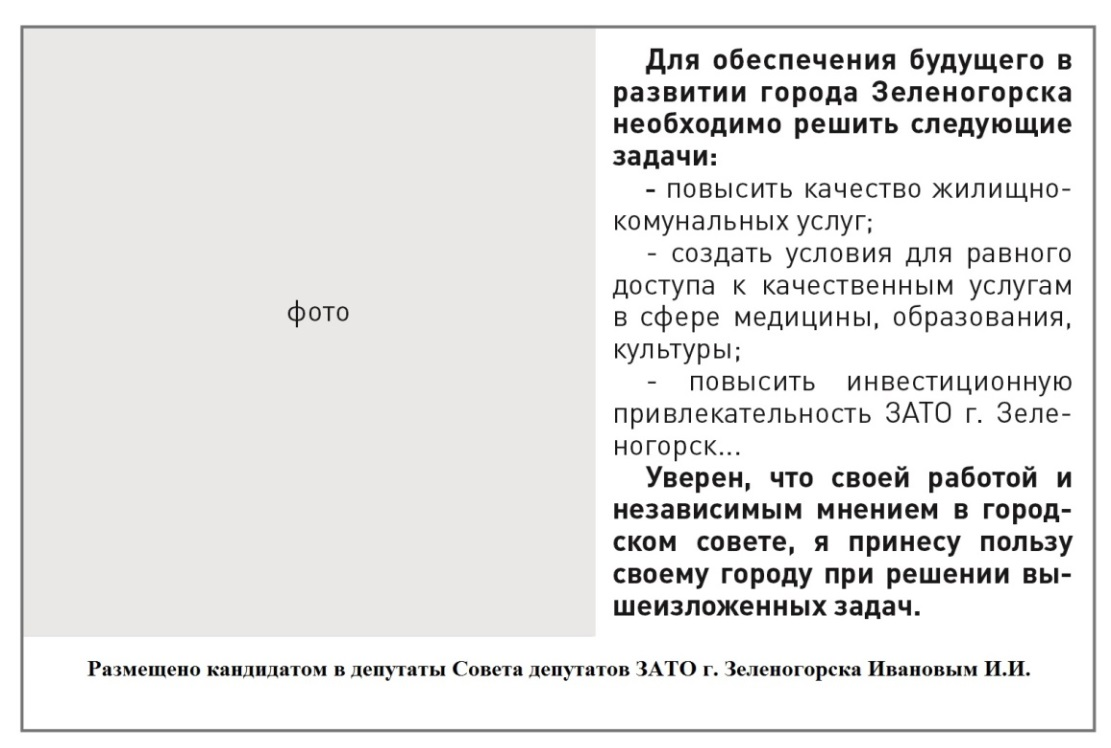 фото
Для обеспечения будущего в
развитии города Зеленогорска
необходимо решить следующие
задачи:
- повысить качество жилищно-
комунальных услуг;
- создать условия для равного
доступа к качественным услугам
в сфере медицины, образования,
культуры;
- повысить инвестиционную
привлекательность ЗАТО г. Зеле-
ногорск...
Уверен, что своей работой и
независимым мнением в город-
ском совете, я принесу пользу
своему городу при решении вы-
шеизложенных задач.
Размещено кандидатом в депутаты Совета депутатов ЗАТО г. Зеленогорска Ивановым И.И.